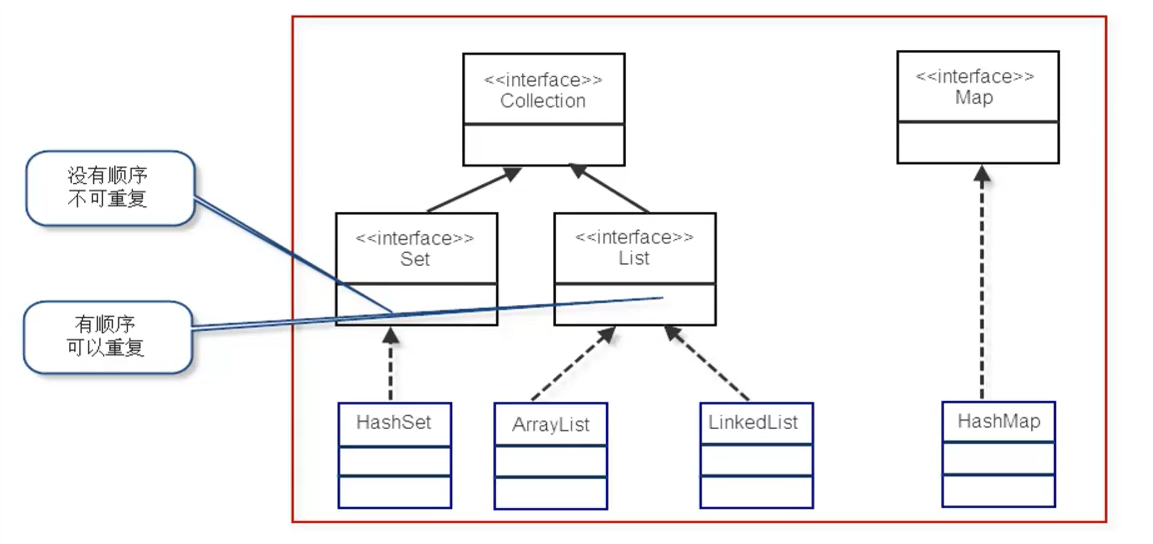 <<interface>>
Collection
<<interface>>
Map
没有顺序
不可重复
<<interface>>
Set
<<interface>>
List
有顺序
可以重复
HashSet
ArrayList
LinkedList
HashMap